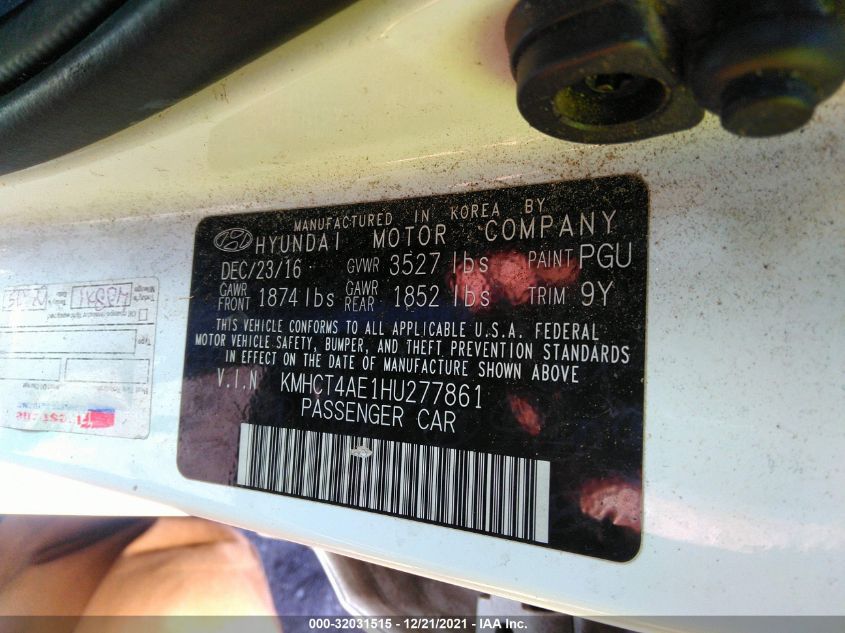 MANUFACTURED IN KOREA BY
HYUNDAI MOTOR COMPANY
DEC/23/16 GVWR 3527 lbs PAINT PGU
GAWR FRONT 1874 lbs GAWR REAR 1852 lbs TRIM 9Y
THIS VEHICLE CONFORMS TO ALL APPLICABLE U.S.A. FEDERAL
MOTOR VEHICLE SAFETY, BUMPER, AND THEFT PREVENTION STANDARDS
IN EFFECT ON THE DATE OF MANUFACTURE SHOWN ABOVE
V.I.N KMHCT4AE1HU277861
PASSENGER CAR
000-32031515 - 12/21/2021 - IAA Inc.